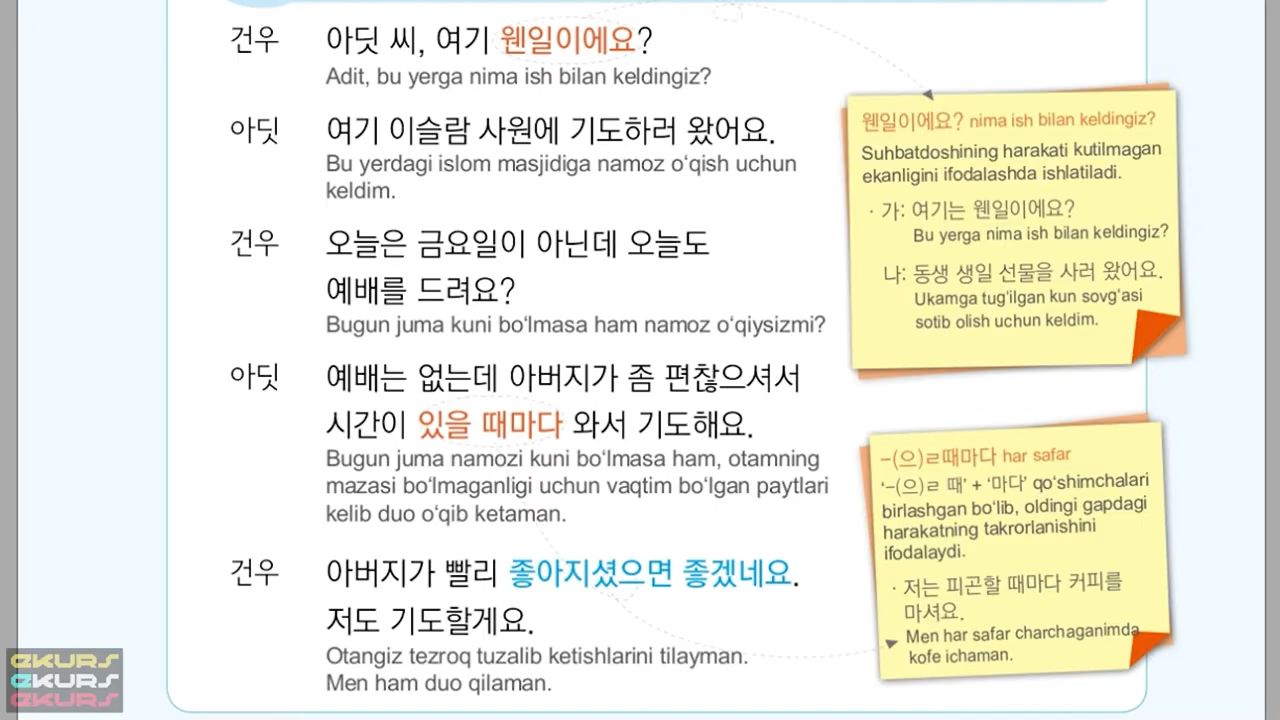 건우 아딧 씨, 여기 웬일이에요?
Adit, bu yerga nima ish bilan keldingiz?
아딧 여기 이슬람 사원에 기도하러 왔어요.
Bu yerdagi islom masjidiga namoz o‘qish uchun
keldim.
건우 오늘은 금요일이 아닌데 오늘도
예배를 드려요?
Bugun juma kuni bo‘lmasa ham namoz o‘qiysizmi?
아딧 예배는 없는데 아버지가 좀 편찮으셔서
시간이 있을 때마다 와서 기도해요.
Bugun juma namozi kuni bo‘lmasa ham, otamning
mazasi bo‘lmaganligi uchun vaqtim bo‘lgan paytlari
kelib duo o‘qib ketaman.
건우 아버지가 빨리 좋아지셨으면 좋겠네요.
저도 기도할게요.
Otangiz tezroq tuzalib ketishlarini tilayman.
Men ham duo qilaman.
웬일이에요? nima ish bilan keldingiz?
Suhbatdoshining harakati kutilmagan
ekanligini ifodalashda ishlatiladi.
· 가: 여기는 웬일이에요?
Bu yerga nima ish bilan keldingiz?
나: 동생 생일 선물을 사러 왔어요.
Ukamga tug‘ilgan kun sovg‘asi
sotib olish uchun keldim.
-(으)ㄹ때마다 har safar
‘-(으)ㄹ 때’ + ‘마다’ qo‘shimchalari
birlashgan bo‘lib, oldingi gapdagi
harakatning takrorlanishini
ifodalaydi.
· 저는 피곤할 때마다 커피를
마셔요.
Men har safar charchaganimda
kofe ichaman.
EKURS
EKURS
EKURS